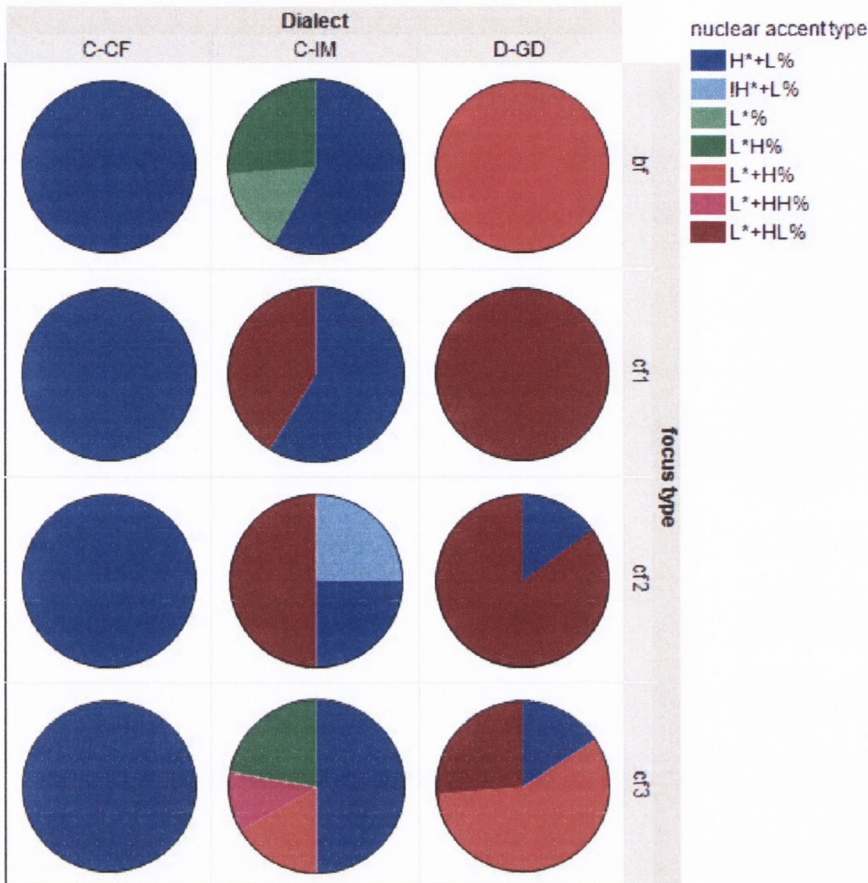 Dialect
C-CF C-IM D-GD
nuclear accent type
H*+L%
!H*+L%
L*%
L*H%
L*+H%
L*+HH%
L*+HL%
bf
cf1
cf2
cf3
focus type